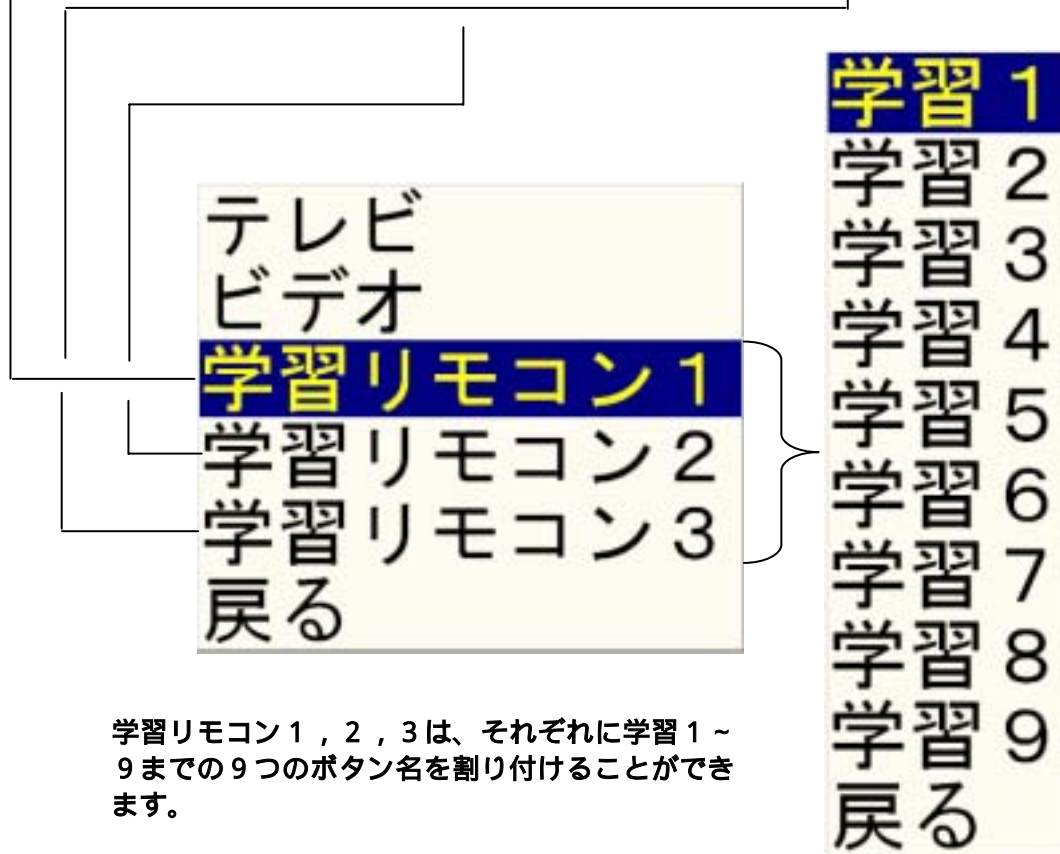 テレビ
ビデオ
学習リモコン１
学習リモコン２
学習リモコン３
戻る
学習１
学習２
学習３
学習４
学習５
学習６
学習７
学習８
学習９
戻る
学習リモコン１，２，３は、それぞれに学習１～
９までの９つのボタン名を割り付けることができ
ます。